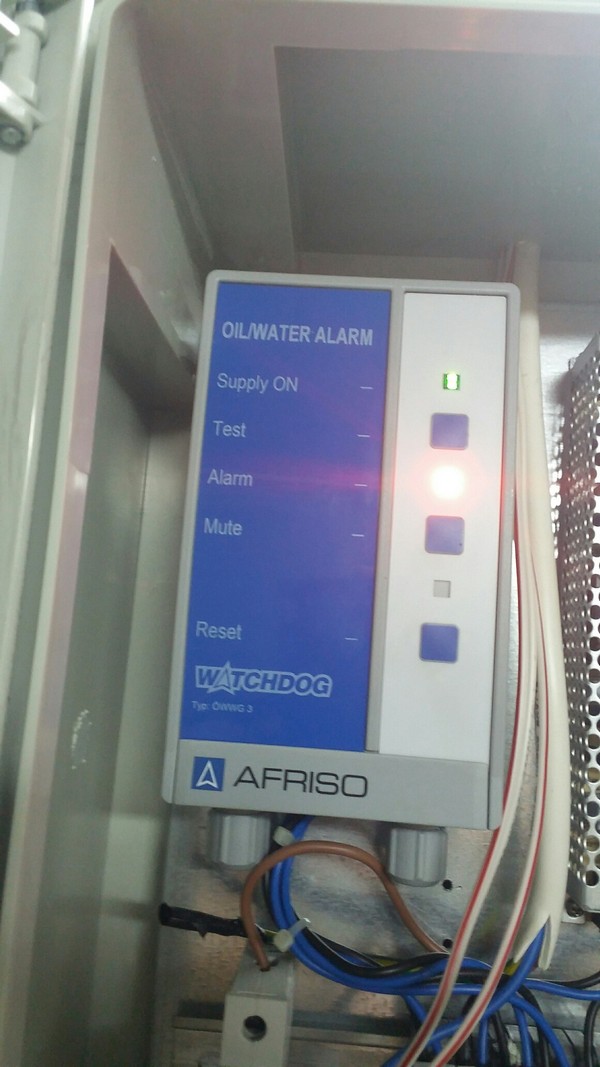 OIL/WATER ALARM
Supply ON
Test
Alarm
Mute
Reset
WATCHDOG
Typ: ÖWWG 3
AFRISO